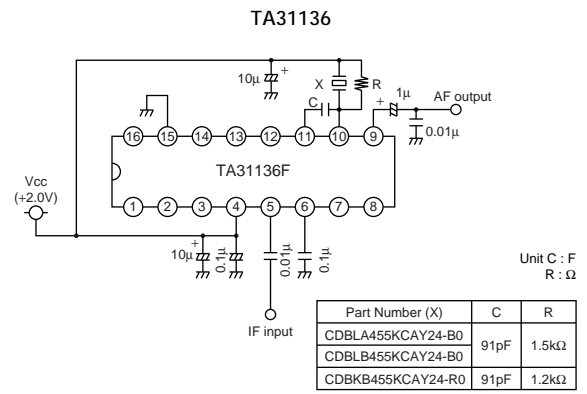 TA31136
10μ
+
X
R
C
1μ
+
AF output
0.01μ
16 15 14 13 12 11 10 9
TA31136F
Vcc
(+2.0V)
1 2 3 4 5 6 7 8
10μ
+
0.1μ
0.01μ
0.1μ
IF input
Unit C : F
R : Ω
Part Number (X) C R
CDBLA455KCAY24-B0
CDBLB455KCAY24-B0
91pF 1.5kΩ
CDBKB455KCAY24-R0 91pF 1.2kΩ